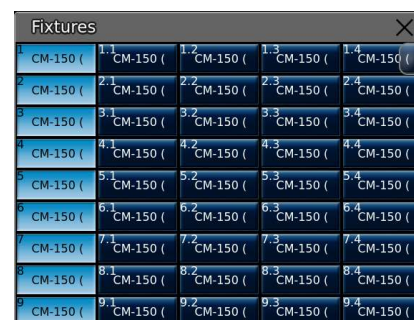 Fixtures
1 CM-150 ( 1.1 CM-150 ( 1.2 CM-150 ( 1.3 CM-150 ( 1.4 CM-150 (
2 CM-150 ( 2.1 CM-150 ( 2.2 CM-150 ( 2.3 CM-150 ( 2.4 CM-150 (
3 CM-150 ( 3.1 CM-150 ( 3.2 CM-150 ( 3.3 CM-150 ( 3.4 CM-150 (
4 CM-150 ( 4.1 CM-150 ( 4.2 CM-150 ( 4.3 CM-150 ( 4.4 CM-150 (
5 CM-150 ( 5.1 CM-150 ( 5.2 CM-150 ( 5.3 CM-150 ( 5.4 CM-150 (
6 CM-150 ( 6.1 CM-150 ( 6.2 CM-150 ( 6.3 CM-150 ( 6.4 CM-150 (
7 CM-150 ( 7.1 CM-150 ( 7.2 CM-150 ( 7.3 CM-150 ( 7.4 CM-150 (
8 CM-150 ( 8.1 CM-150 ( 8.2 CM-150 ( 8.3 CM-150 ( 8.4 CM-150 (
9 CM-150 ( 9.1 CM-150 ( 9.2 CM-150 ( 9.3 CM-150 ( 9.4 CM-150 (